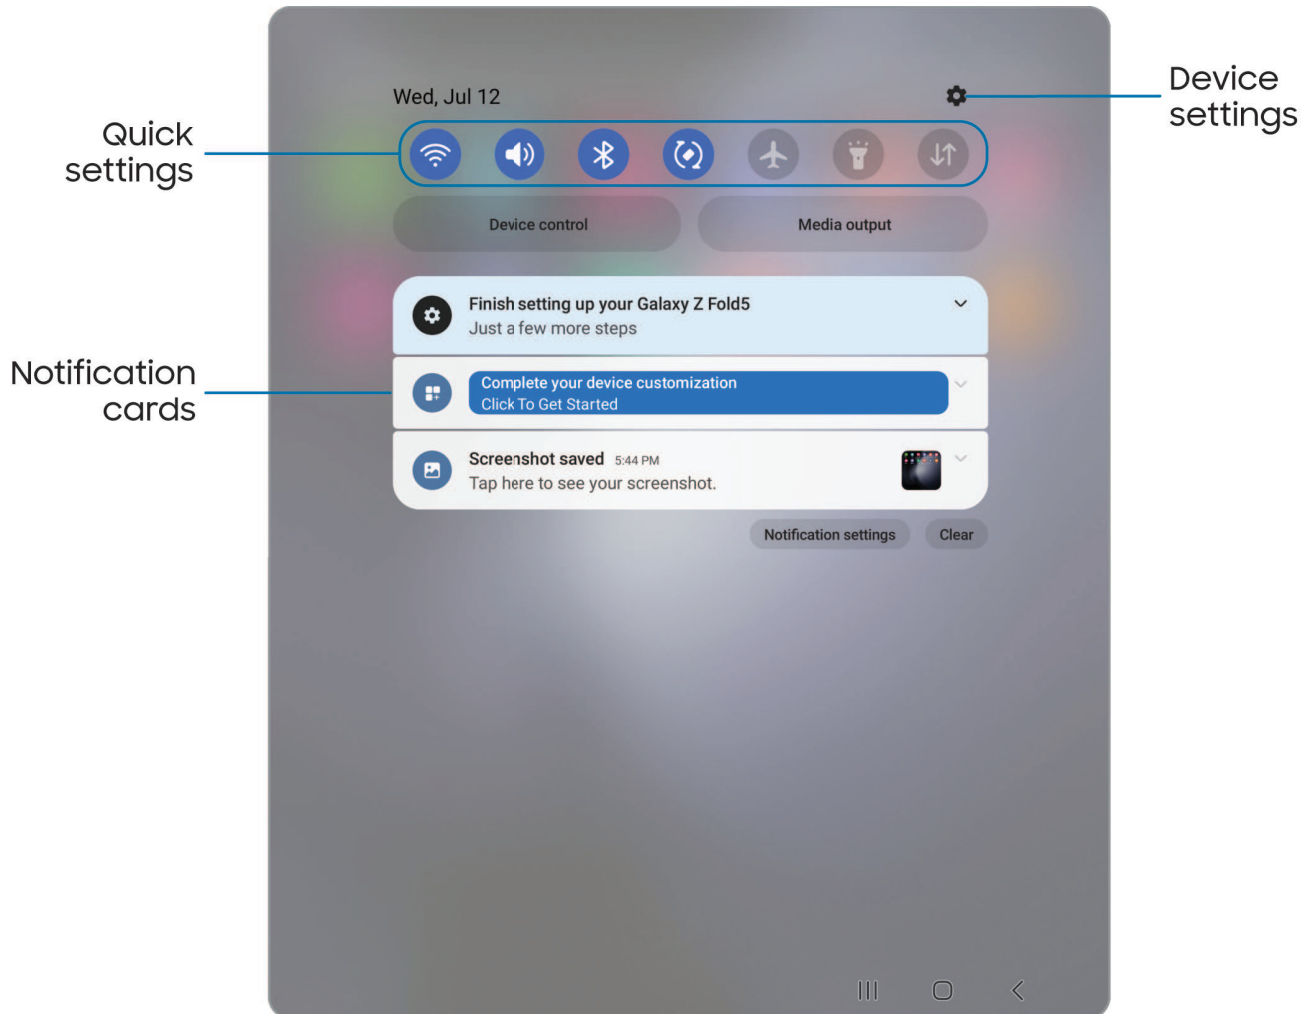 Wed, Jul 12
Device
settings
Quick
settings
Device control
Media output
Finish setting up your Galaxy Z Fold5
Just a few more steps
Notification
cards
Complete your device customization
Click To Get Started
Screenshot saved 5:44 PM
Tap here to see your screenshot.
Notification settings
Clear